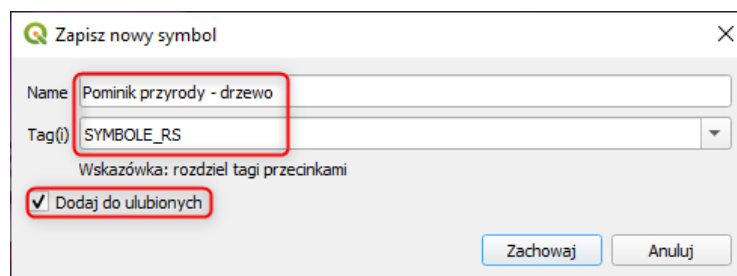 Zapisz nowy symbol
Name Pominik przyrody - drzewo
Tag(i) SYMBOLE_RS
Wskazówka: rozdziel tagi przecinkami
Dodaj do ulubionych
Zachowaj Anuluj